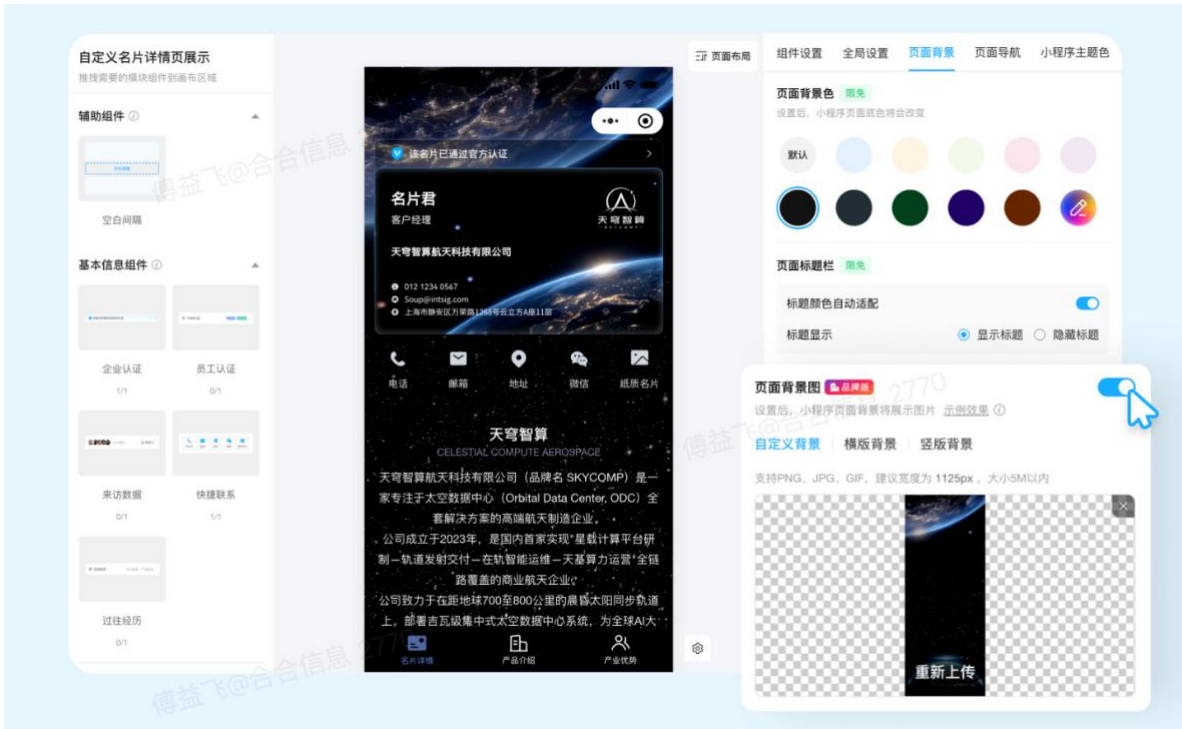 自定义名片详情页展示
推拽需要的模块组件到画布区域
辅助组件
空白间隔
基本信息组件
企业认证
1/1
员工认证
0/1
来访数据
0/1
快捷联系
1/1
过往经历
0/1
页面布局
该名片已通过官方认证
名片君
客户经理
天穹智算
天穹智算航天科技有限公司
012 1234 0567
Soup@intsig.com
上海市静安区万荣路1268号云立方A座11层
电话
邮箱
地址
微信
纸质名片
天穹智算
CELESTIAL COMPUTE AEROSPACE
天穹智算航天科技有限公司（品牌名 SKYCOMP）是一
家专注于太空数据中心（Orbital Data Center, ODC）全
套解决方案的高端航天制造企业。
公司成立于2023年，是国内首家实现“星载计算平台研
制—轨道发射交付—在轨智能运维—天基算力运营”全链
路覆盖的商业航天企业。
公司致力于在距地球700至800公里的晨昏太阳同步轨道
上，部署吉瓦级集中式太空数据中心系统，为全球AI大
名片详情
产品介绍
产业优势
组件设置
全局设置
页面背景
页面导航
小程序主题色
页面背景色 限免
设置后，小程序页面底色将会改变
默认
页面标题栏 限免
标题颜色自动适配
标题显示
显示标题
隐藏标题
页面背景图 品牌版
设置后，小程序页面背景将展示图片 示例效果
自定义背景
横版背景
竖版背景
支持PNG、JPG、GIF，建议宽度为 1125px ，大小5M以内
重新上传
傅益飞@合合信息 2770